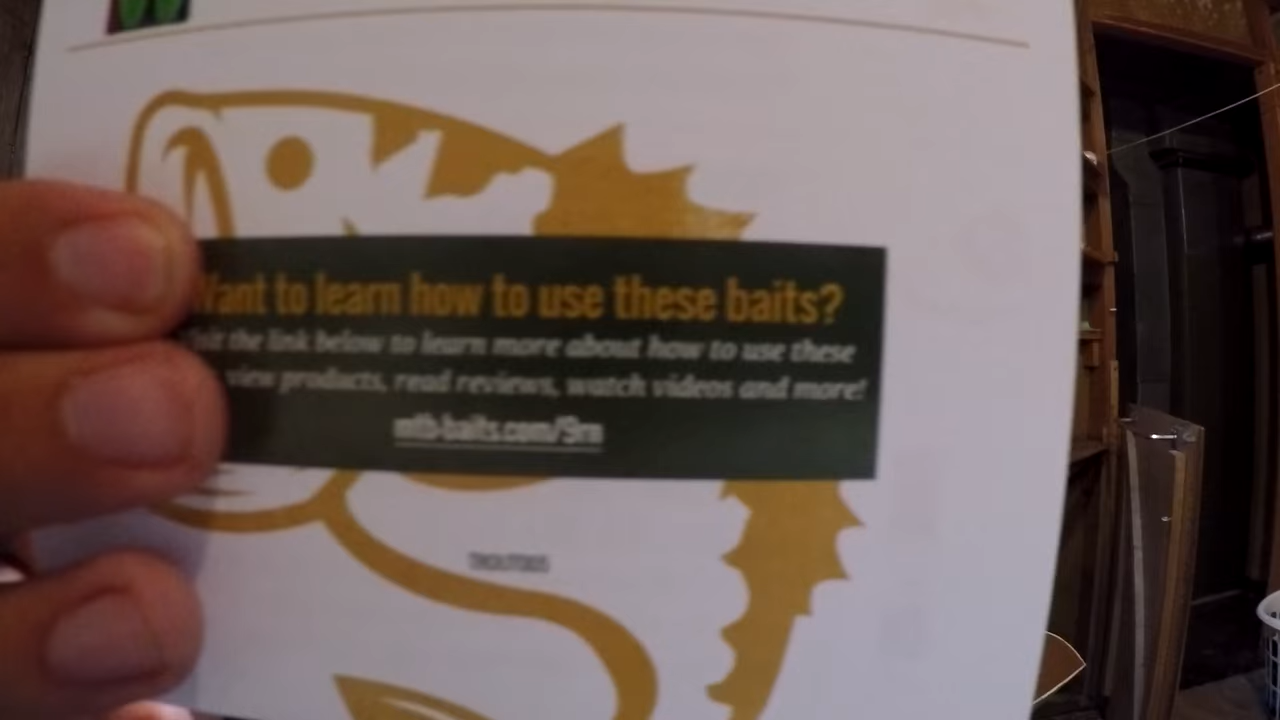 Want to learn how to use these baits?
the link below to learn more about how to use these
view products, read reviews, watch videos and more!
mtb-baits.com/9rn